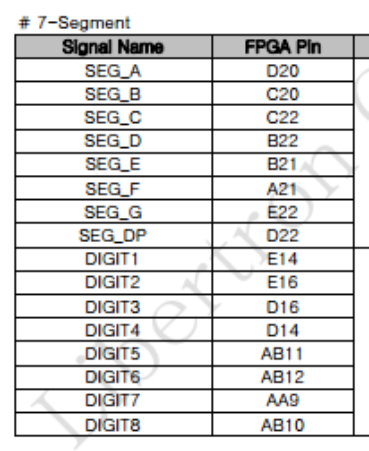 # 7-Segment
Signal Name FPGA Pin
SEG_A D20
SEG_B C20
SEG_C C22
SEG_D B22
SEG_E B21
SEG_F A21
SEG_G E22
SEG_DP D22
DIGIT1 E14
DIGIT2 E16
DIGIT3 D16
DIGIT4 D14
DIGIT5 AB11
DIGIT6 AB12
DIGIT7 AA9
DIGIT8 AB10
Libertron